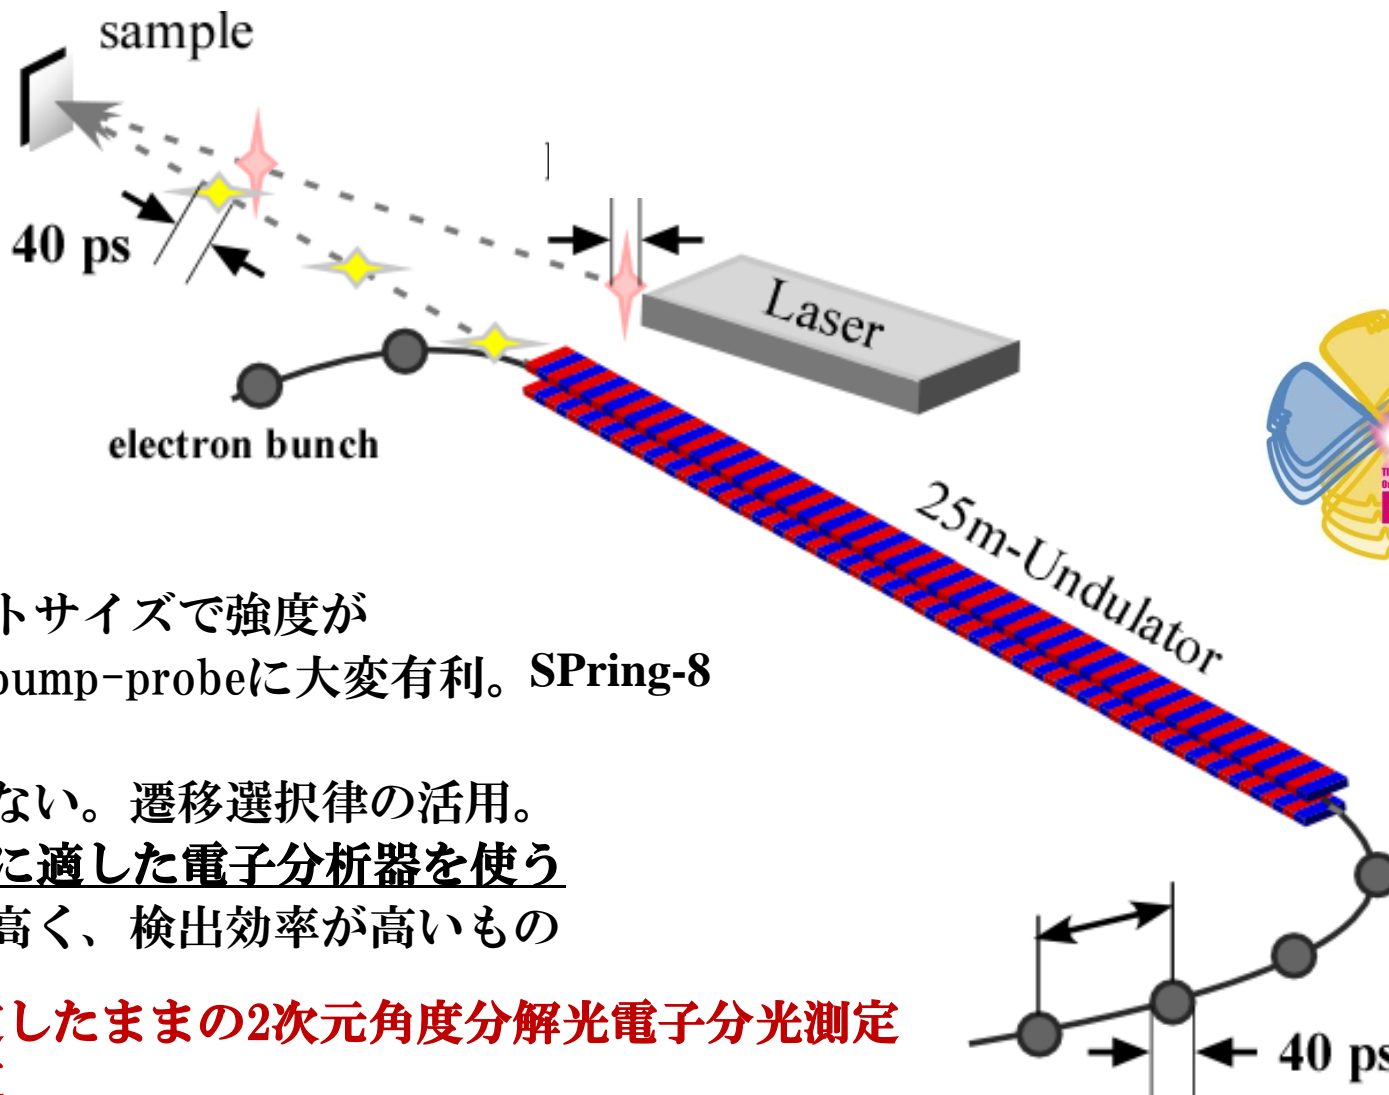 sample
40 ps
Laser
electron bunch
25m-Undulator
トサイズで強度が
pump-probeに大変有利。
SPring-8
ない。遷移選択律の活用。
に適した電子分析器を使う
高く、検出効率が高いもの
したままの2次元角度分解光電子分光測定
40 ps